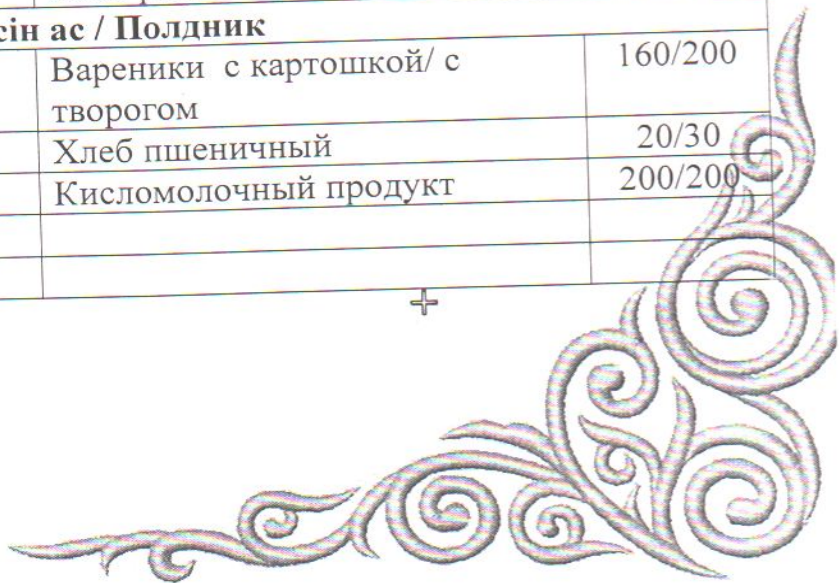 сін ас / Полдник
Вареники с картошкой/ с 160/200
творогом
Хлеб пшеничный 20/30
Кисломолочный продукт 200/200